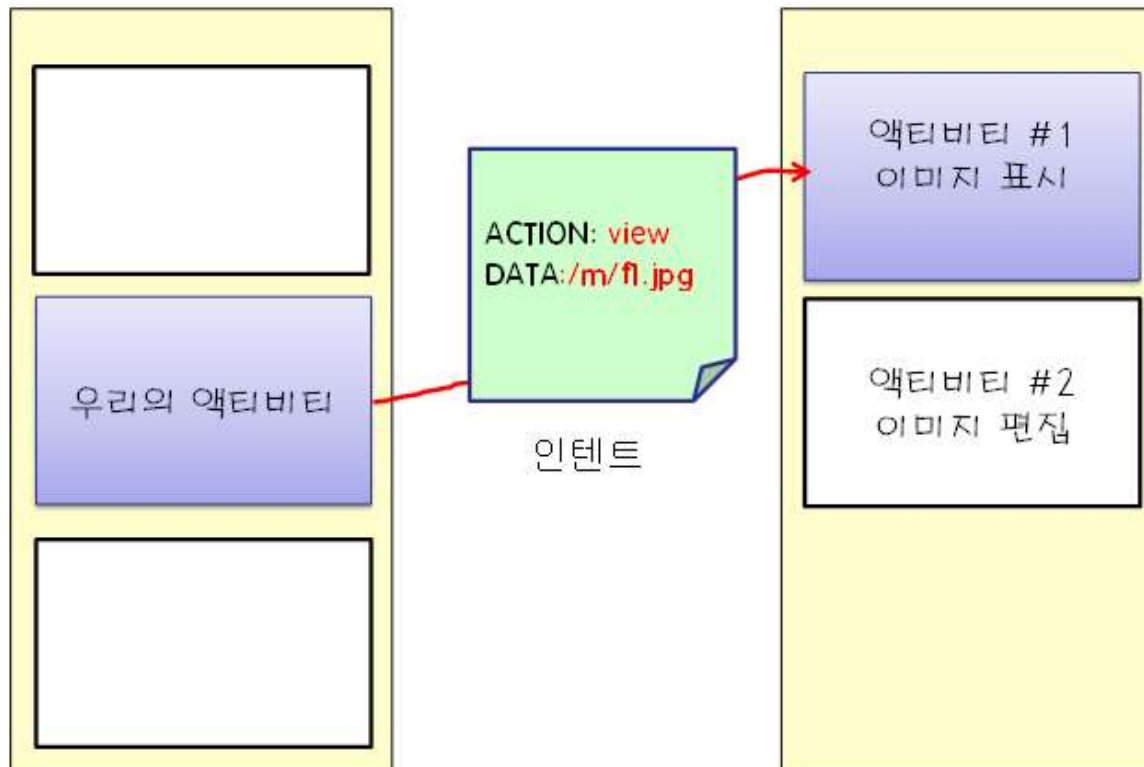 우리의 액티비티
ACTION: view
DATA:/m/f1.jpg
인텐트
액티비티 #1
이미지 표시
액티비티 #2
이미지 편집